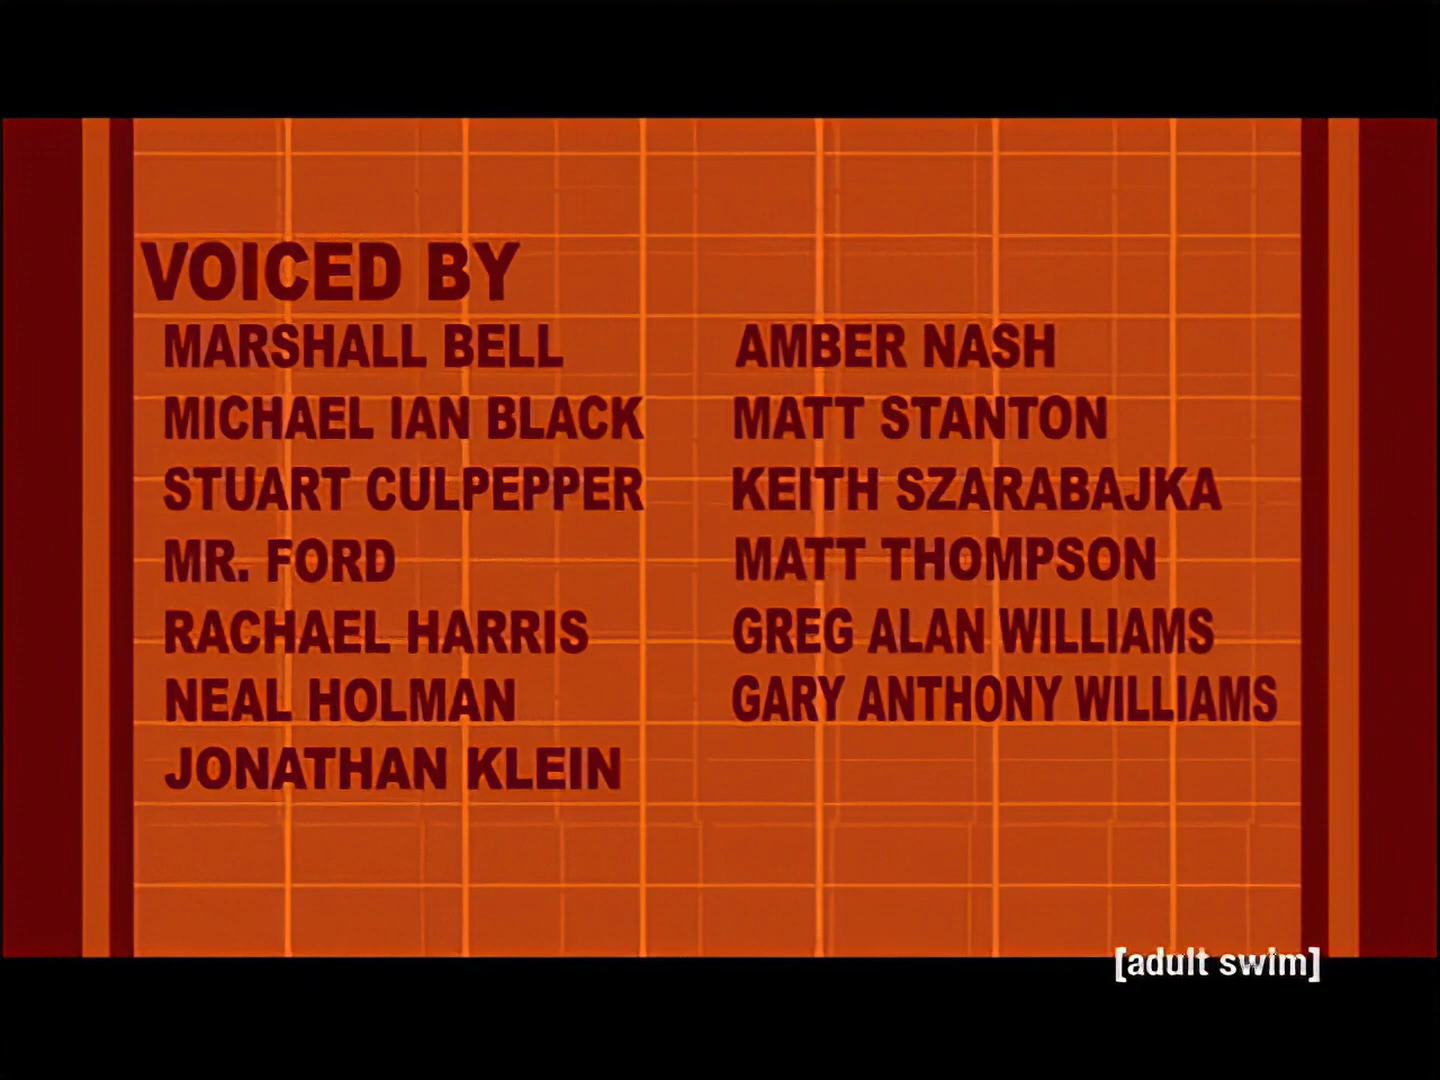 VOICED BY
MARSHALL BELL
MICHAEL IAN BLACK
STUART CULPEPPER
MR. FORD
RACHAEL HARRIS
NEAL HOLMAN
JONATHAN KLEIN
AMBER NASH
MATT STANTON
KEITH SZARABAJKA
MATT THOMPSON
GREG ALAN WILLIAMS
GARY ANTHONY WILLIAMS
[adult swim]